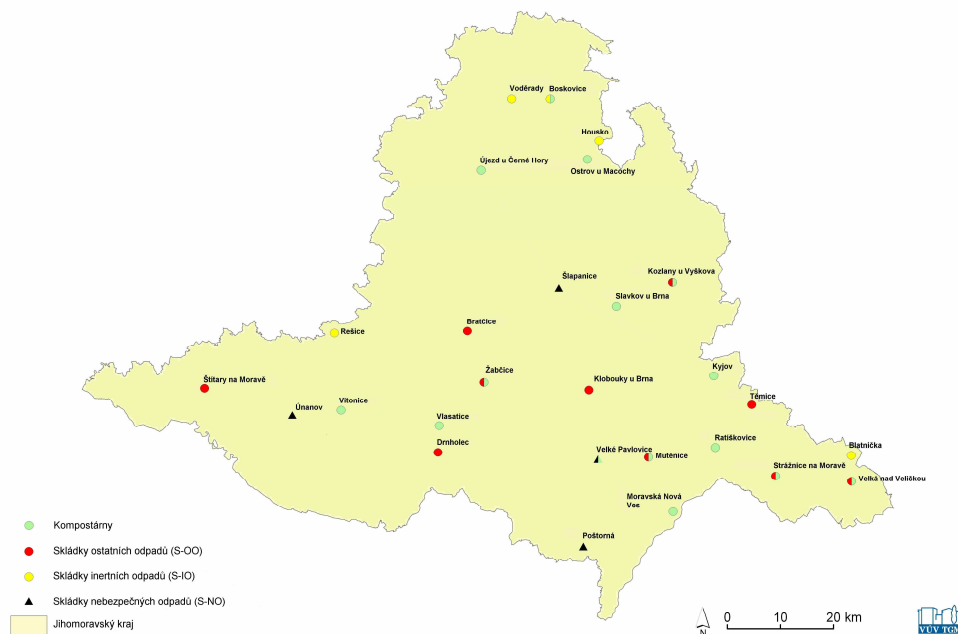 Voděrady Boskovice
Housko
Újezd u Černé Hory
Ostrov u Macochy
Šlapanice
Kozlany u Vyškova
Slavkov u Brna
Bratčice
Rešice
Žabčice
Kyjov
Štítary na Moravě
Klobouky u Brna
Těmice
Únanov
Vítonice
Vlasatice
Drnholec
Ratíškovice
Blatnička
Velké Pavlovice
Mutěnice
Strážnice na Moravě
Velká nad Veličkou
Moravská Nová
Ves
Poštorná
Kompostárny
Skládky ostatních odpadů (S-OO)
Skládky inertních odpadů (S-IO)
Skládky nebezpečných odpadů (S-NO)
Jihomoravský kraj
N
0 10 20 km
VÚV TGM